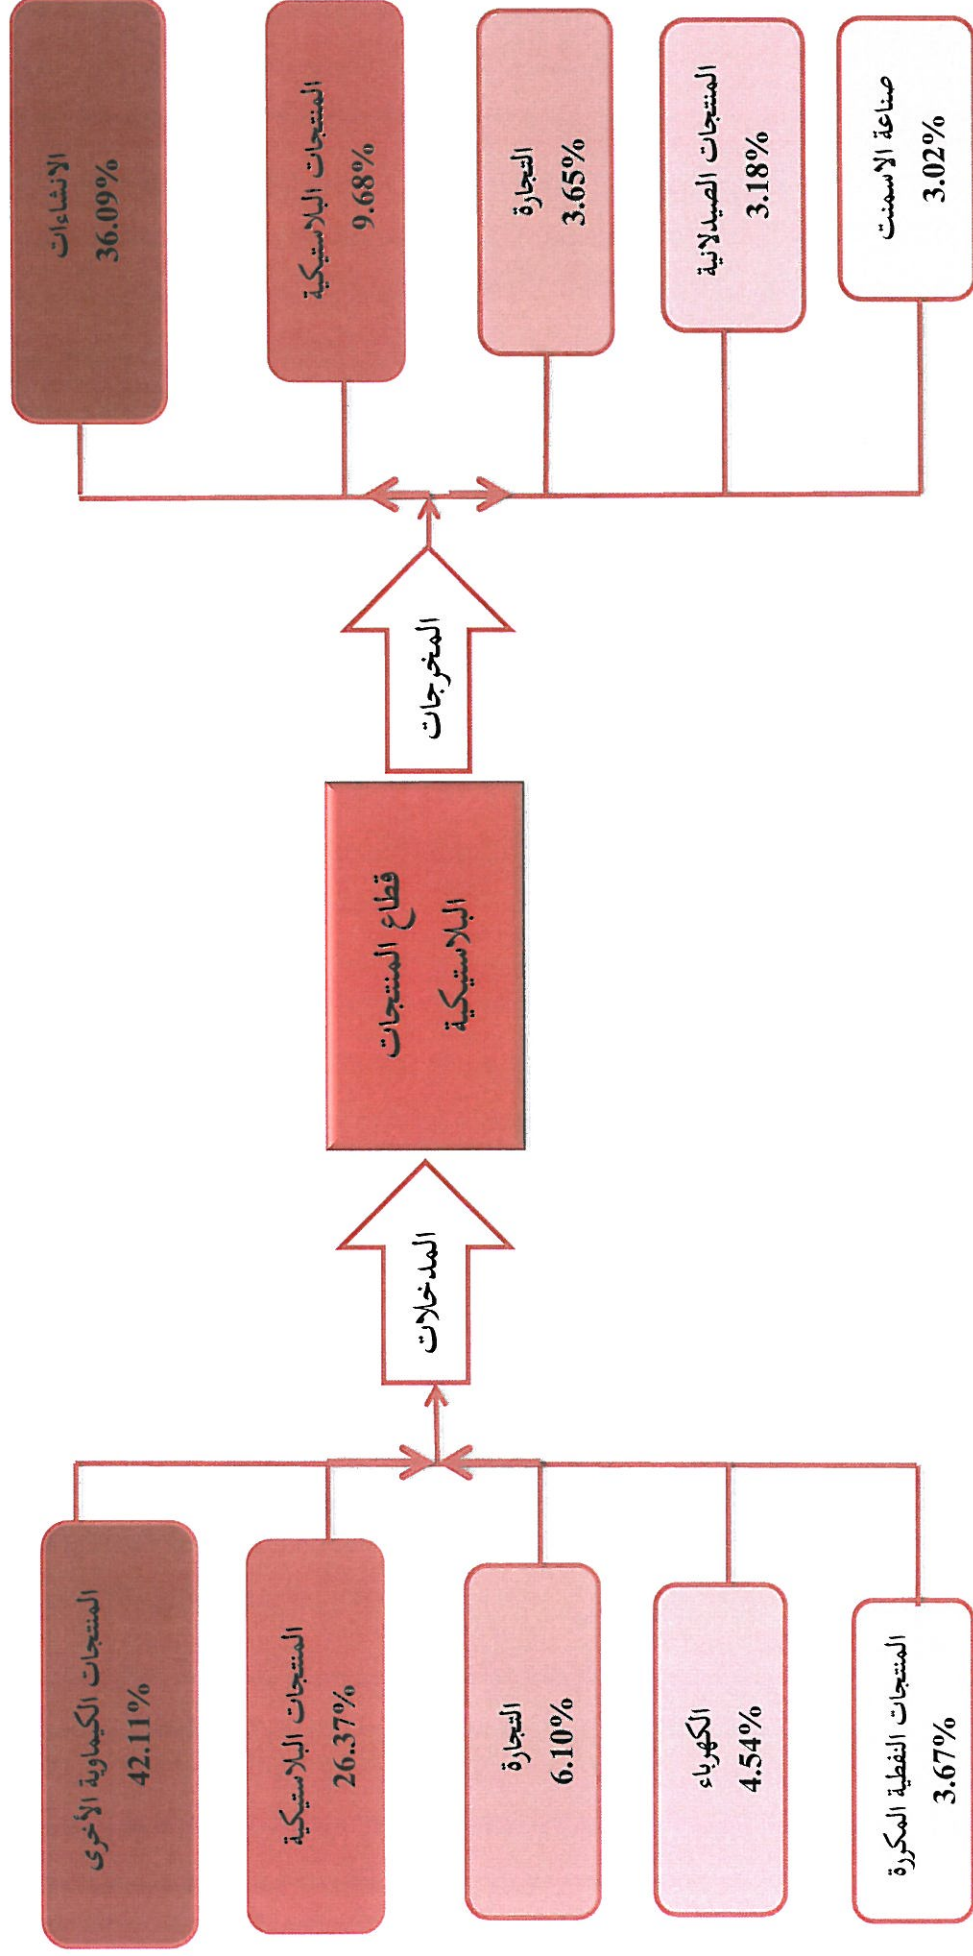 المنتجات الكيماوية الأخرى
42.11%
المنتجات البلاستيكية
26.37%
التجارة
6.10%
الكهرباء
4.54%
المنتجات النفطية المكررة
3.67%
المدخلات
قطاع المنتجات
البلاستيكية
المخرجات
الانشاءات
36.09%
المنتجات البلاستيكية
9.68%
التجارة
3.65%
المنتجات الصيدلانية
3.18%
صناعة الاسمنت
3.02%